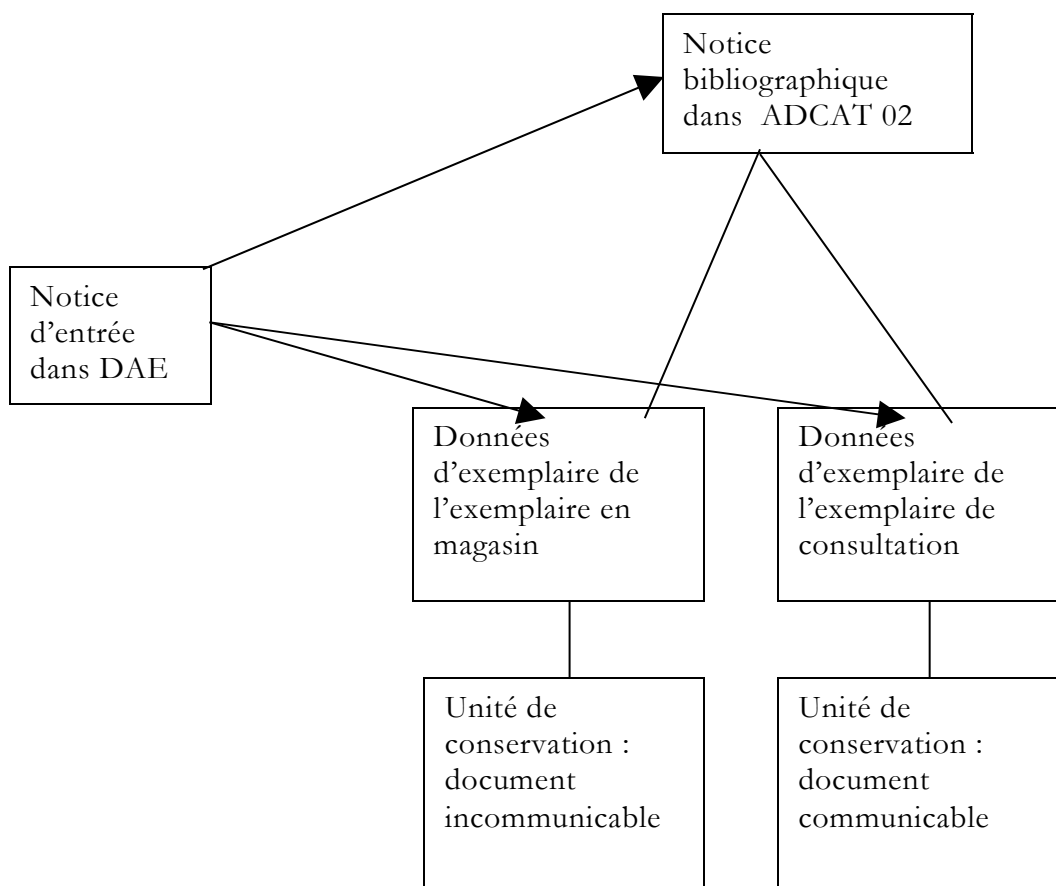 Notice
bibliographique
dans ADCAT 02
Notice
d’entrée
dans DAE
Données
d’exemplaire de
l’exemplaire en
magasin
Données
d’exemplaire de
l’exemplaire de
consultation
Unité de
conservation :
document
incommunicable
Unité de
conservation :
document
communicable